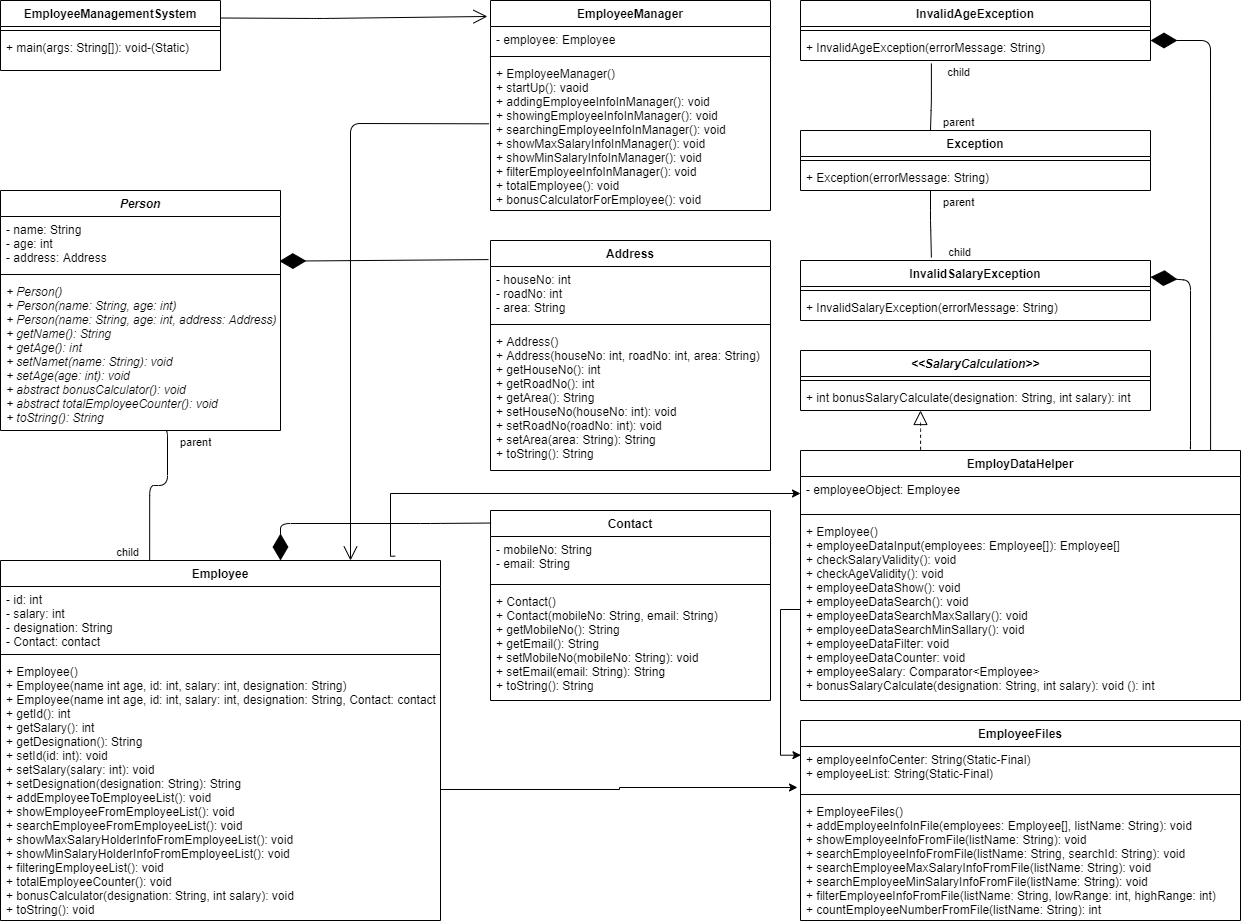 EmployeeManagementSystem
+ main(args: String[]): void-(Static)
EmployeeManager
- employee: Employee
+ EmployeeManager()
+ startUp(): vaoid
+ addingEmployeeInfoInManager(): void
+ showingEmployeeInfoInManager(): void
+ searchingEmployeeInfoInManager(): void
+ showMaxSalaryInfoInManager(): void
+ showMinSalaryInfoInManager(): void
+ filterEmployeeInfoInManager(): void
+ totalEmployee(): void
+ bonusCalculatorForEmployee(): void
InvalidAgeException
+ InvalidAgeException(errorMessage: String)
child
parent
Exception
+ Exception(errorMessage: String)
parent
child
InvalidSalaryException
+ InvalidSalaryException(errorMessage: String)
<<SalaryCalculation>>
+ int bonusSalaryCalculate(designation: String, int salary): int
Person
- name: String
- age: int
- address: Address
+ Person()
+ Person(name: String, age: int)
+ Person(name: String, age: int, address: Address)
+ getName(): String
+ getAge(): int
+ setNamet(name: String): void
+ setAge(age: int): void
+ abstract bonusCalculator(): void
+ abstract totalEmployeeCounter(): void
+ toString(): String
parent
child
Address
- houseNo: int
- roadNo: int
- area: String
+ Address()
+ Address(houseNo: int, roadNo: int, area: String)
+ getHouseNo(): int
+ getRoadNo(): int
+ getArea(): String
+ setHouseNo(houseNo: int): void
+ setRoadNo(roadNo: int): void
+ setArea(area: String): String
+ toString(): String
EmployDataHelper
- employeeObject: Employee
+ Employee()
+ employeeDataInput(employees: Employee[]): Employee[]
+ checkSalaryValidity(): void
+ checkAgeValidity(): void
+ employeeDataShow(): void
+ employeeDataSearch(): void
+ employeeDataSearchMaxSallary(): void
+ employeeDataSearchMinSallary(): void
+ employeeDataFilter: void
+ employeeDataCounter: void
+ employeeSalary: Comparator<Employee>
+ bonusSalaryCalculate(designation: String, int salary): void (): int
Contact
- mobileNo: String
- email: String
+ Contact()
+ Contact(mobileNo: String, email: String)
+ getMobileNo(): String
+ getEmail(): String
+ setMobileNo(mobileNo: String): void
+ setEmail(email: String): String
+ toString(): String
Employee
- id: int
- salary: int
- designation: String
- Contact: contact
+ Employee()
+ Employee(name int age, id: int, salary: int, designation: String)
+ Employee(name int age, id: int, salary: int, designation: String, Contact: contact
+ getId(): int
+ getSalary(): int
+ getDesignation(): String
+ setId(id: int): void
+ setSalary(salary: int): void
+ setDesignation(designation: String): String
+ addEmployeeToEmployeeList(): void
+ showEmployeeFromEmployeeList(): void
+ searchEmployeeFromEmployeeList(): void
+ showMaxSalaryHolderInfoFromEmployeeList(): void
+ showMinSalaryHolderInfoFromEmployeeList(): void
+ filteringEmployeeList(): void
+ totalEmployeeCounter(): void
+ bonusCalculator(designation: String, int salary): void
+ toString(): void
EmployeeFiles
+ employeeInfoCenter: String(Static-Final)
+ employeeList: String(Static-Final)
+ EmployeeFiles()
+ addEmployeeInfoInFile(employees: Employee[], listName: String): void
+ showEmployeeInfoFromFile(listName: String): void
+ searchEmployeeInfoFromFile(listName: String, searchId: String): void
+ searchEmployeeMaxSalaryInfoFromFile(listName: String): void
+ searchEmployeeMinSalaryInfoFromFile(listName: String): void
+ filterEmployeeInfoFromFile(listName: String, lowRange: int, highRange: int)
+ countEmployeeNumberFromFile(listName: String): int